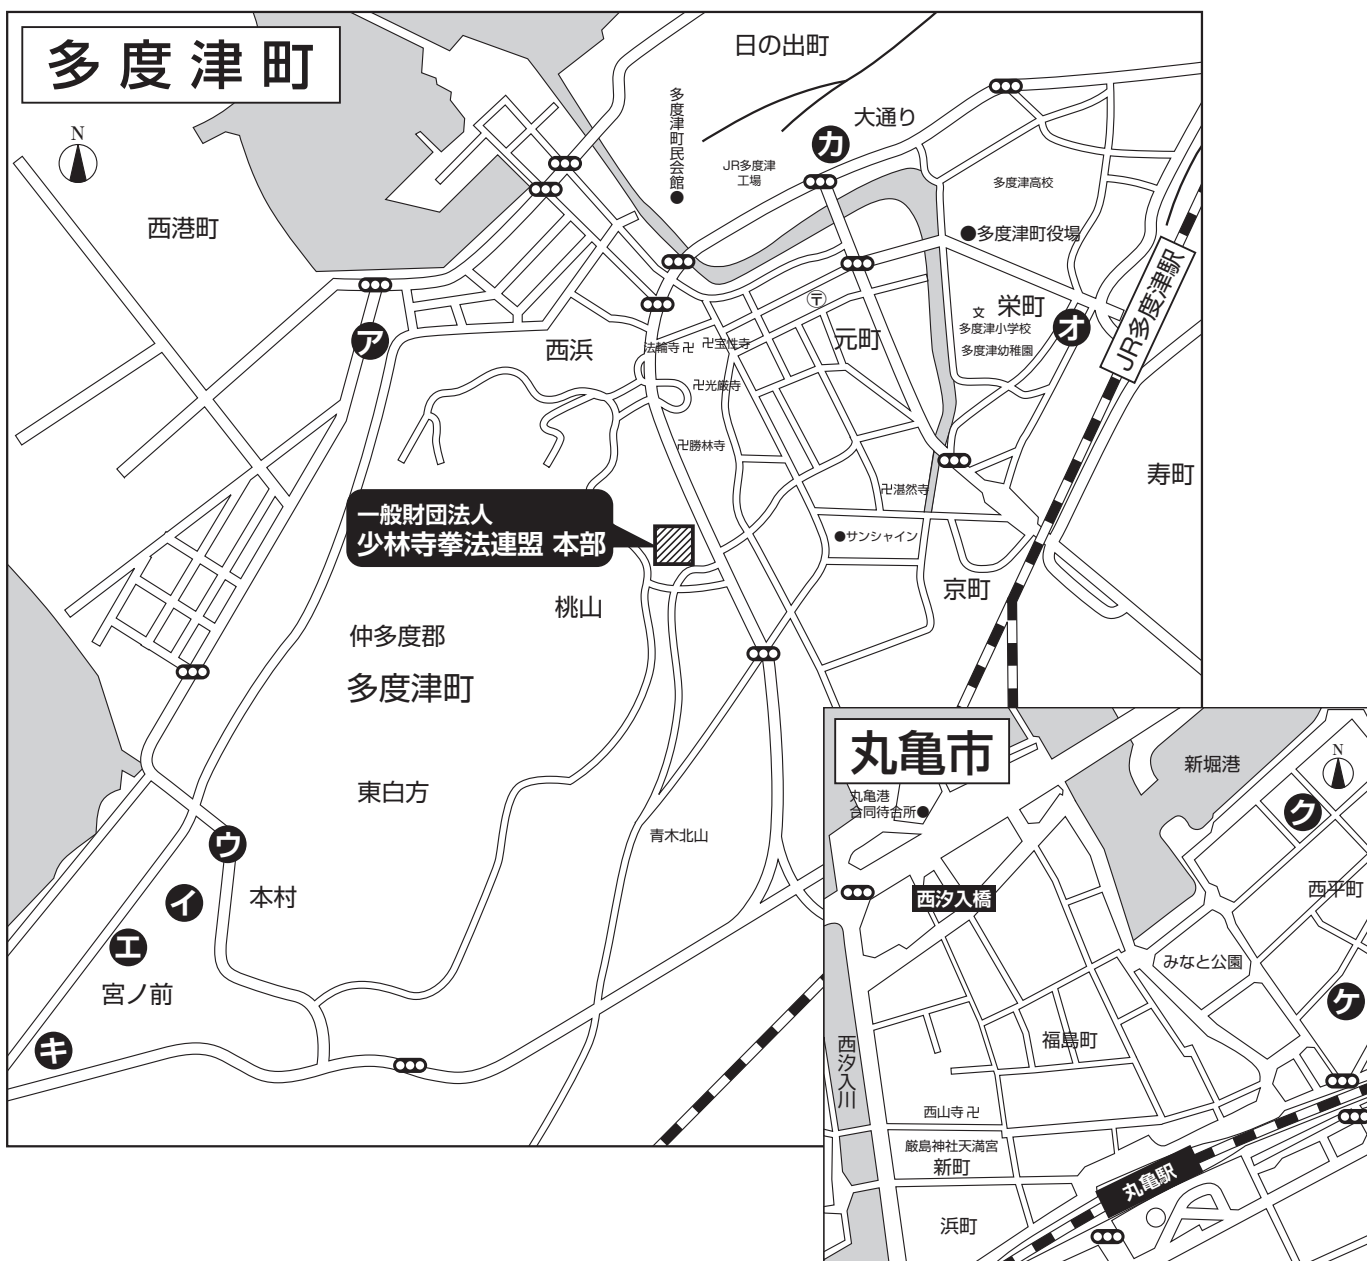 多度津町
N
日の出町
大通り
カ
多度津町民会館
JR多度津
工場
多度津高校
多度津町役場
西港町
JR多度津駅
〒
文
栄町
多度津小学校
多度津幼稚園
オ
ア
西浜
法輪寺卍
卍宝性寺
元町
卍光厳寺
卍勝林寺
寿町
卍湛然寺
一般財団法人
少林寺拳法連盟 本部
サンシャイン
京町
桃山
仲多度郡
多度津町
東白方
青木北山
ウ
イ
本村
エ
宮ノ前
キ
丸亀市
新堀港
N
丸亀港
合同待合所
ク
西汐入橋
西平町
みなと公園
ケ
福島町
西汐入川
西山寺卍
厳島神社天満宮
新町
丸亀駅
浜町